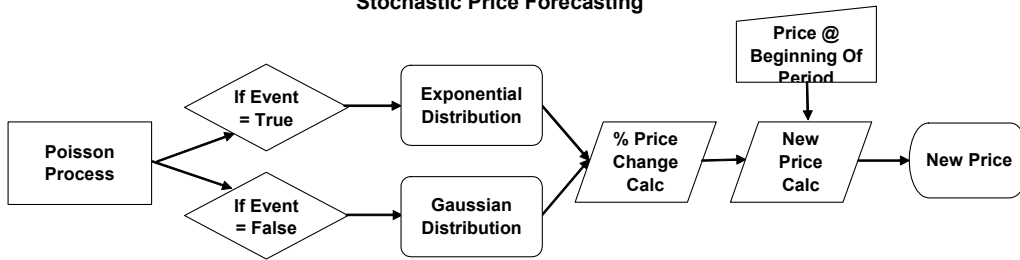 Stochastic Price Forecasting
Price @
Beginning Of
Period
If Event
= True
Exponential
Distribution
Poisson
Process
% Price
Change
Calc
New
Price
Calc
New Price
If Event
= False
Gaussian
Distribution